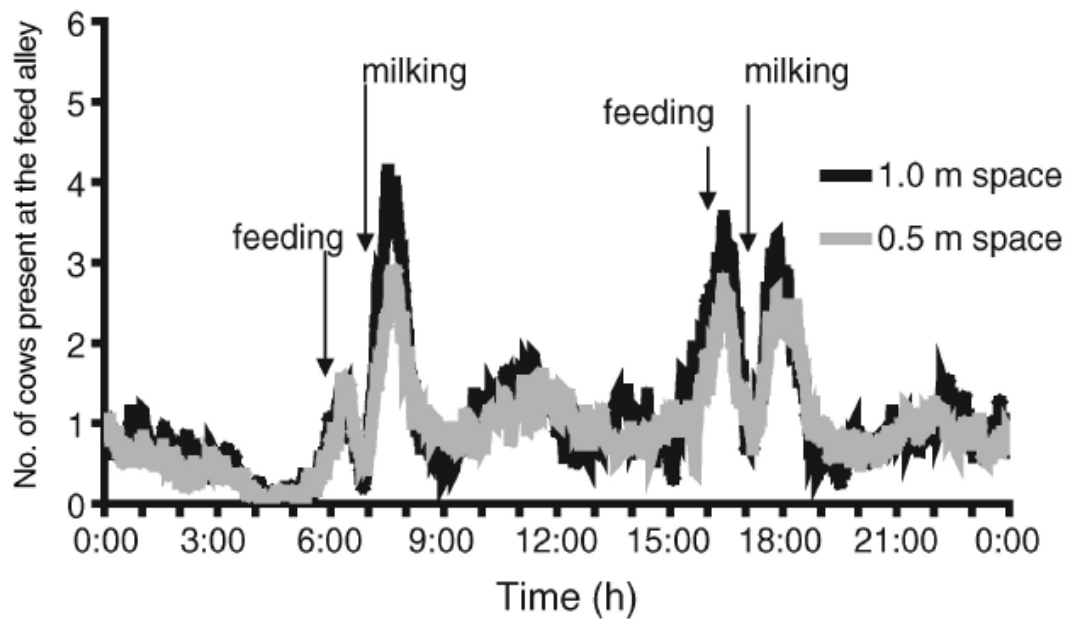 No. of cows present at the feed alley
6
5
4
3
2
1
0
milking
feeding
feeding
milking
1.0 m space
0.5 m space
0:00 3:00 6:00 9:00 12:00 15:00 18:00 21:00 0:00
Time (h)